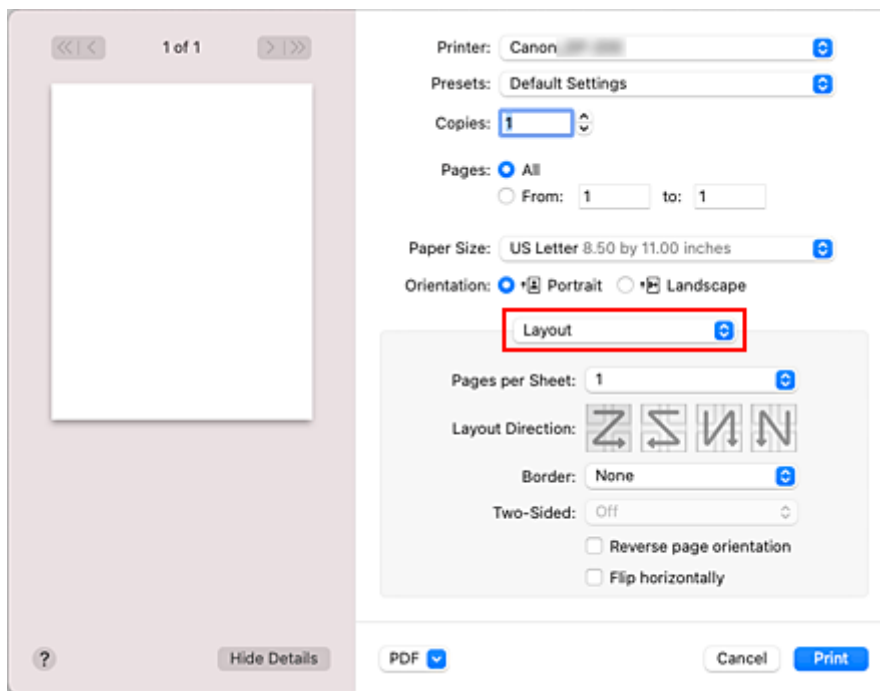 1 of 1
Printer: Canon
Presets: Default Settings
Copies: 1
Pages: All
From: 1 to: 1
Paper Size: US Letter 8.50 by 11.00 inches
Orientation: Portrait Landscape
Layout
Pages per Sheet: 1
Layout Direction:
Border: None
Two-Sided: Off
Reverse page orientation
Flip horizontally
? Hide Details PDF Cancel Print